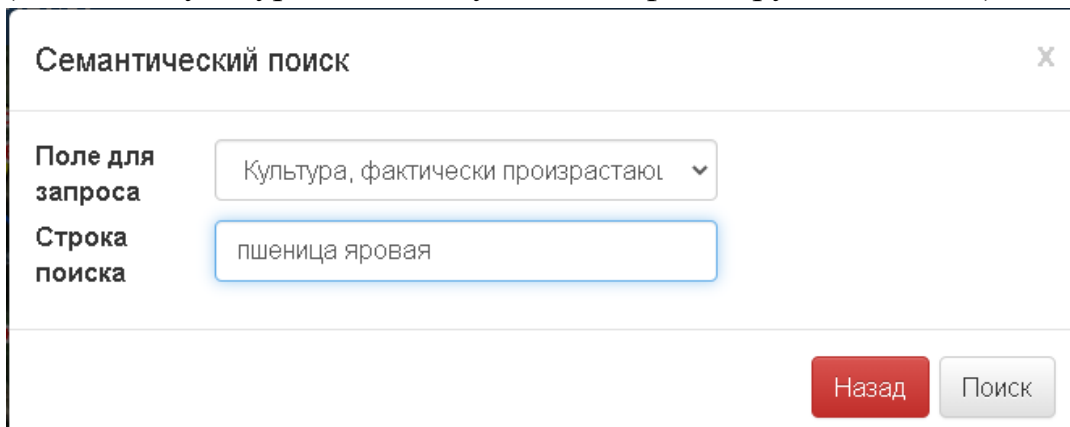 Семантический поиск
x
Поле для
запроса
Культура, фактически произрастаю
Строка
поиска
пшеница яровая
Назад
Поиск